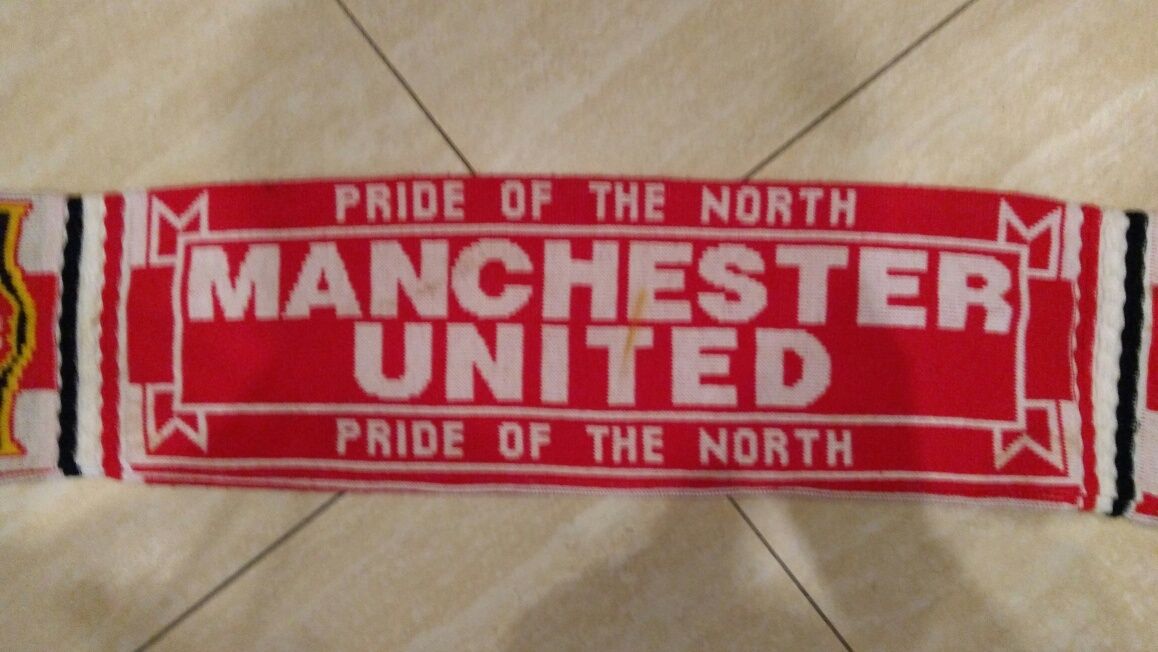 PRIDE OF THE NORTH
MANCHESTER
UNITED
PRIDE OF THE NORTH